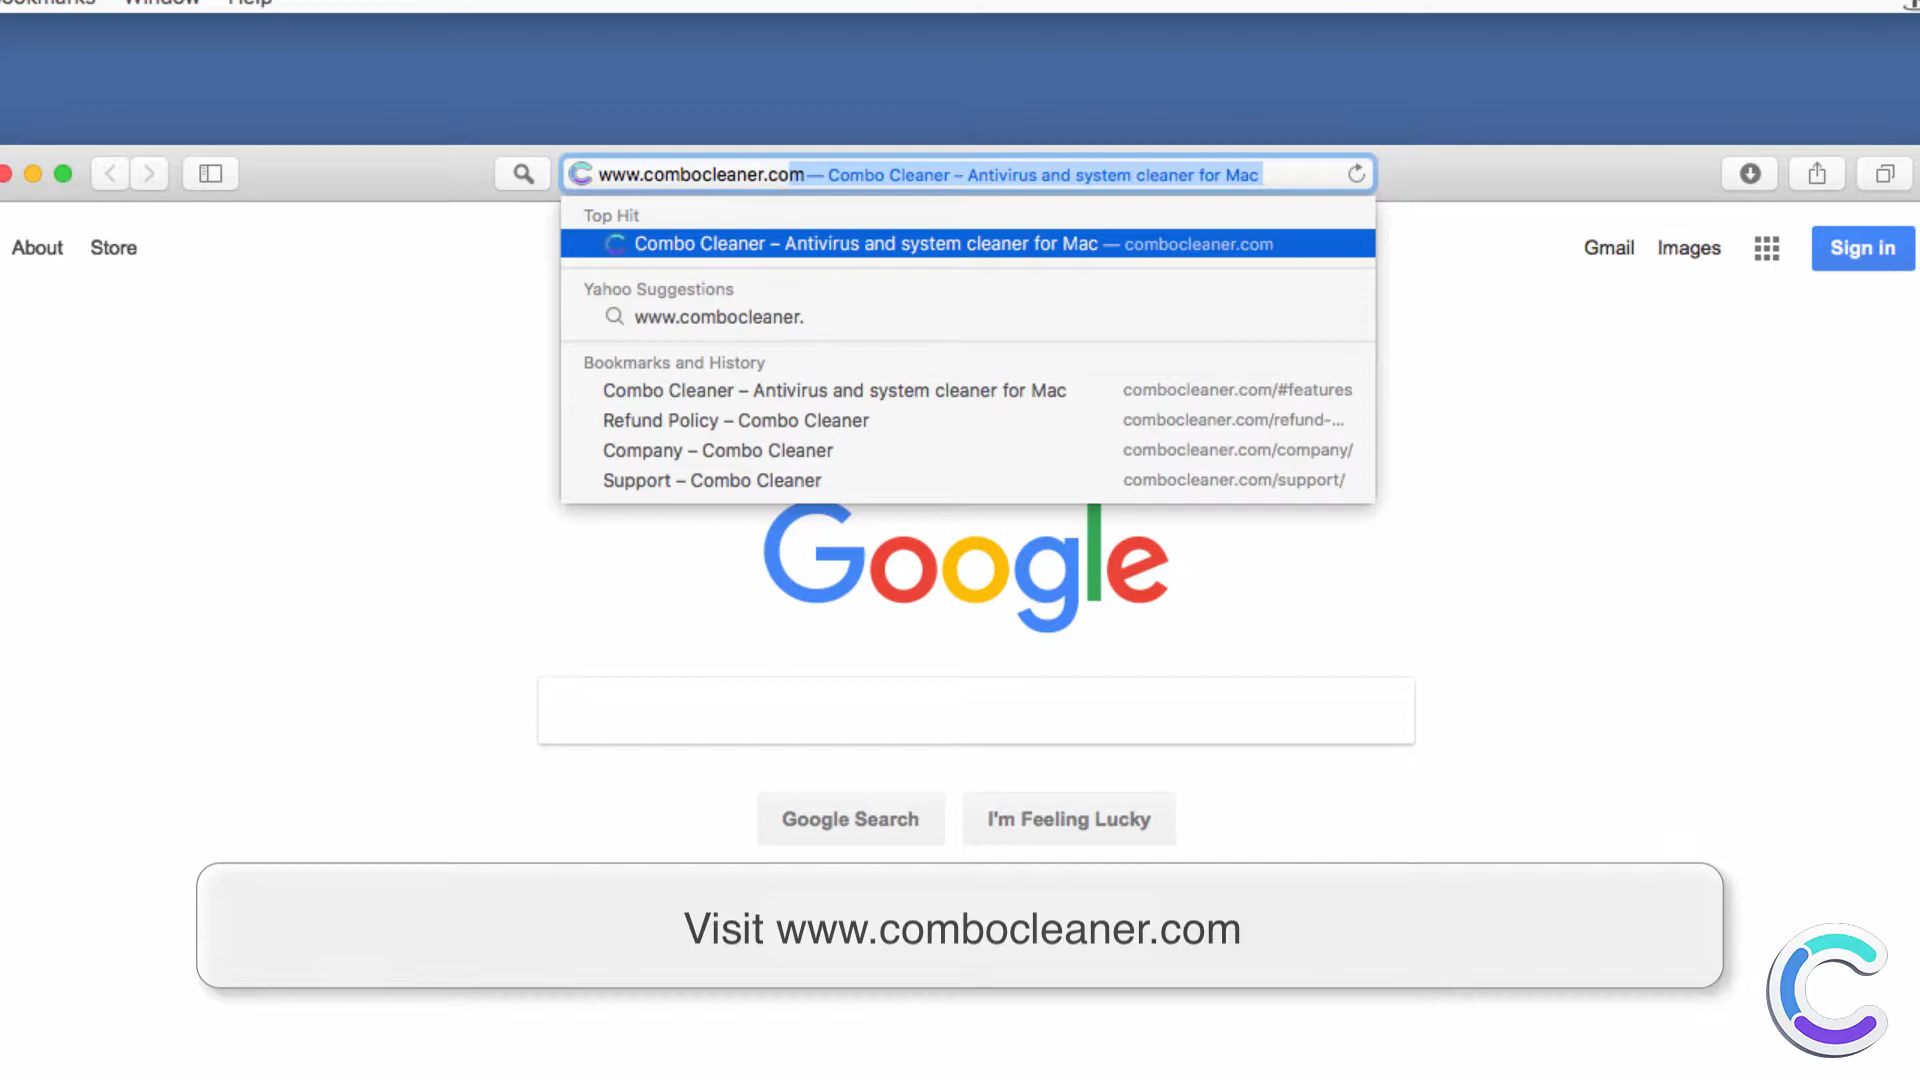 Bookmarks Window Help
www.combocleaner.com — Combo Cleaner – Antivirus and system cleaner for Mac
Top Hit
Combo Cleaner – Antivirus and system cleaner for Mac — combocleaner.com
About Store
Gmail Images Sign in
Yahoo Suggestions
www.combocleaner.
Bookmarks and History
Combo Cleaner – Antivirus and system cleaner for Mac combocleaner.com/#features
Refund Policy – Combo Cleaner combocleaner.com/refund-...
Company – Combo Cleaner combocleaner.com/company/
Support – Combo Cleaner combocleaner.com/support/
Google
Google Search I'm Feeling Lucky
Visit www.combocleaner.com